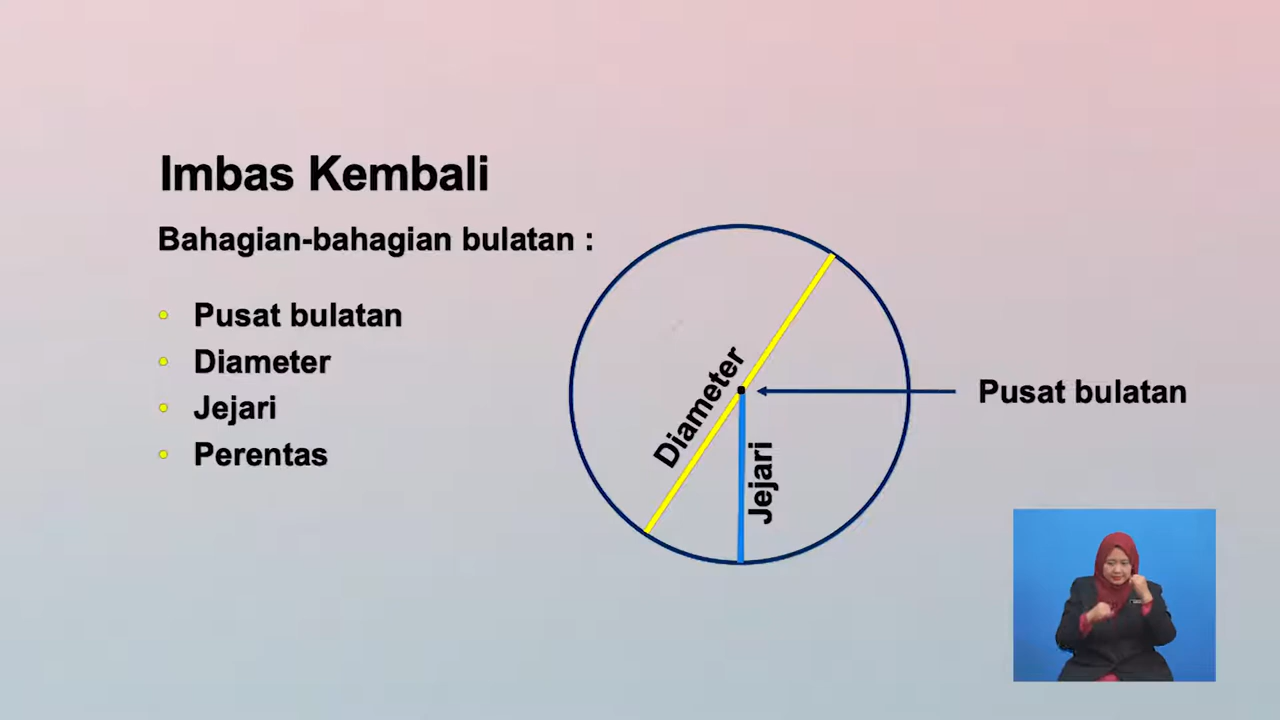 Imbas Kembali
Bahagian-bahagian bulatan :
Pusat bulatan
Diameter
Jejari
Perentas
Diameter
Jejari
Pusat bulatan